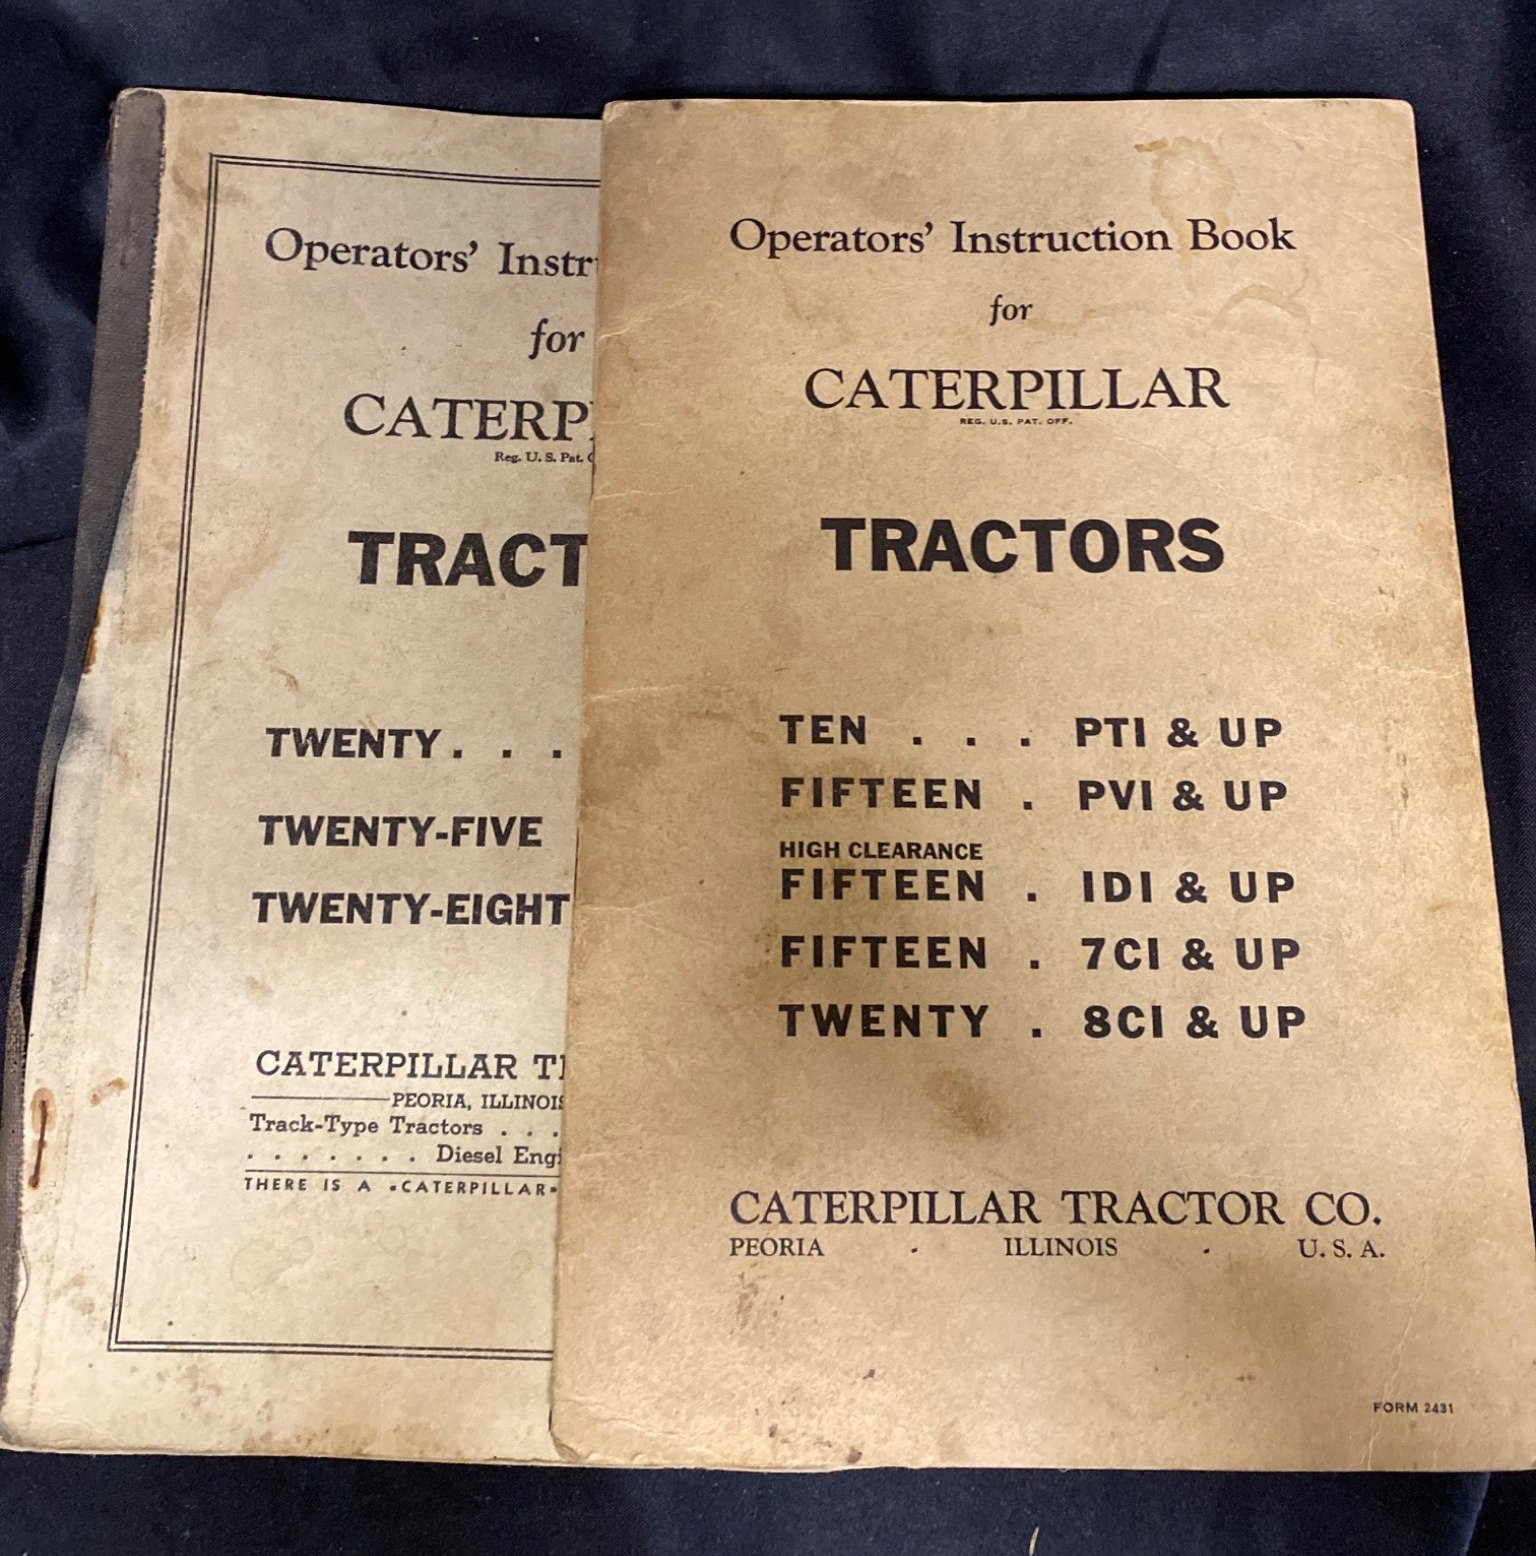 Operators' Instr
for
CATERP
Reg. U. S. Pat.
TRACT
TWENTY . . .
TWENTY-FIVE
TWENTY-EIGHT
CATERPILLAR T
PEORIA, ILLINOIS
Track-Type Tractors . . .
. . . . . . . Diesel Engi
THERE IS A "CATERPILLAR"
Operators' Instruction Book
for
CATERPILLAR
REG. U.S. PAT. OFF.
TRACTORS
TEN . . . PTI & UP
FIFTEEN . PVI & UP
HIGH CLEARANCE
FIFTEEN . IDI & UP
FIFTEEN . 7CI & UP
TWENTY . 8CI & UP
CATERPILLAR TRACTOR CO.
PEORIA . ILLINOIS . U. S. A.
FORM 2431